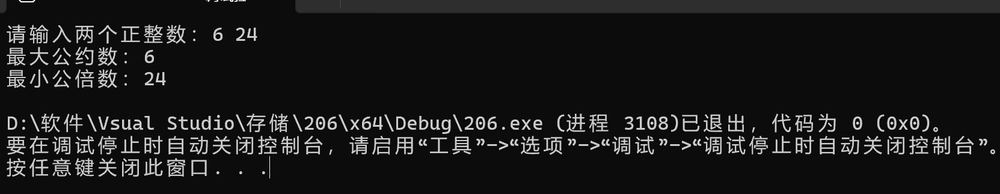 请输入两个正整数: 6 24
最大公约数: 6
最小公倍数: 24
D:\软件\Vsual Studio\存储\206\x64\Debug\206.exe (进程 3108)已退出，代码为 0 (0x0)。
要在调试停止时自动关闭控制台，请启用“工具”->“选项”->“调试”->“调试停止时自动关闭控制台”。
按任意键关闭此窗口. . .